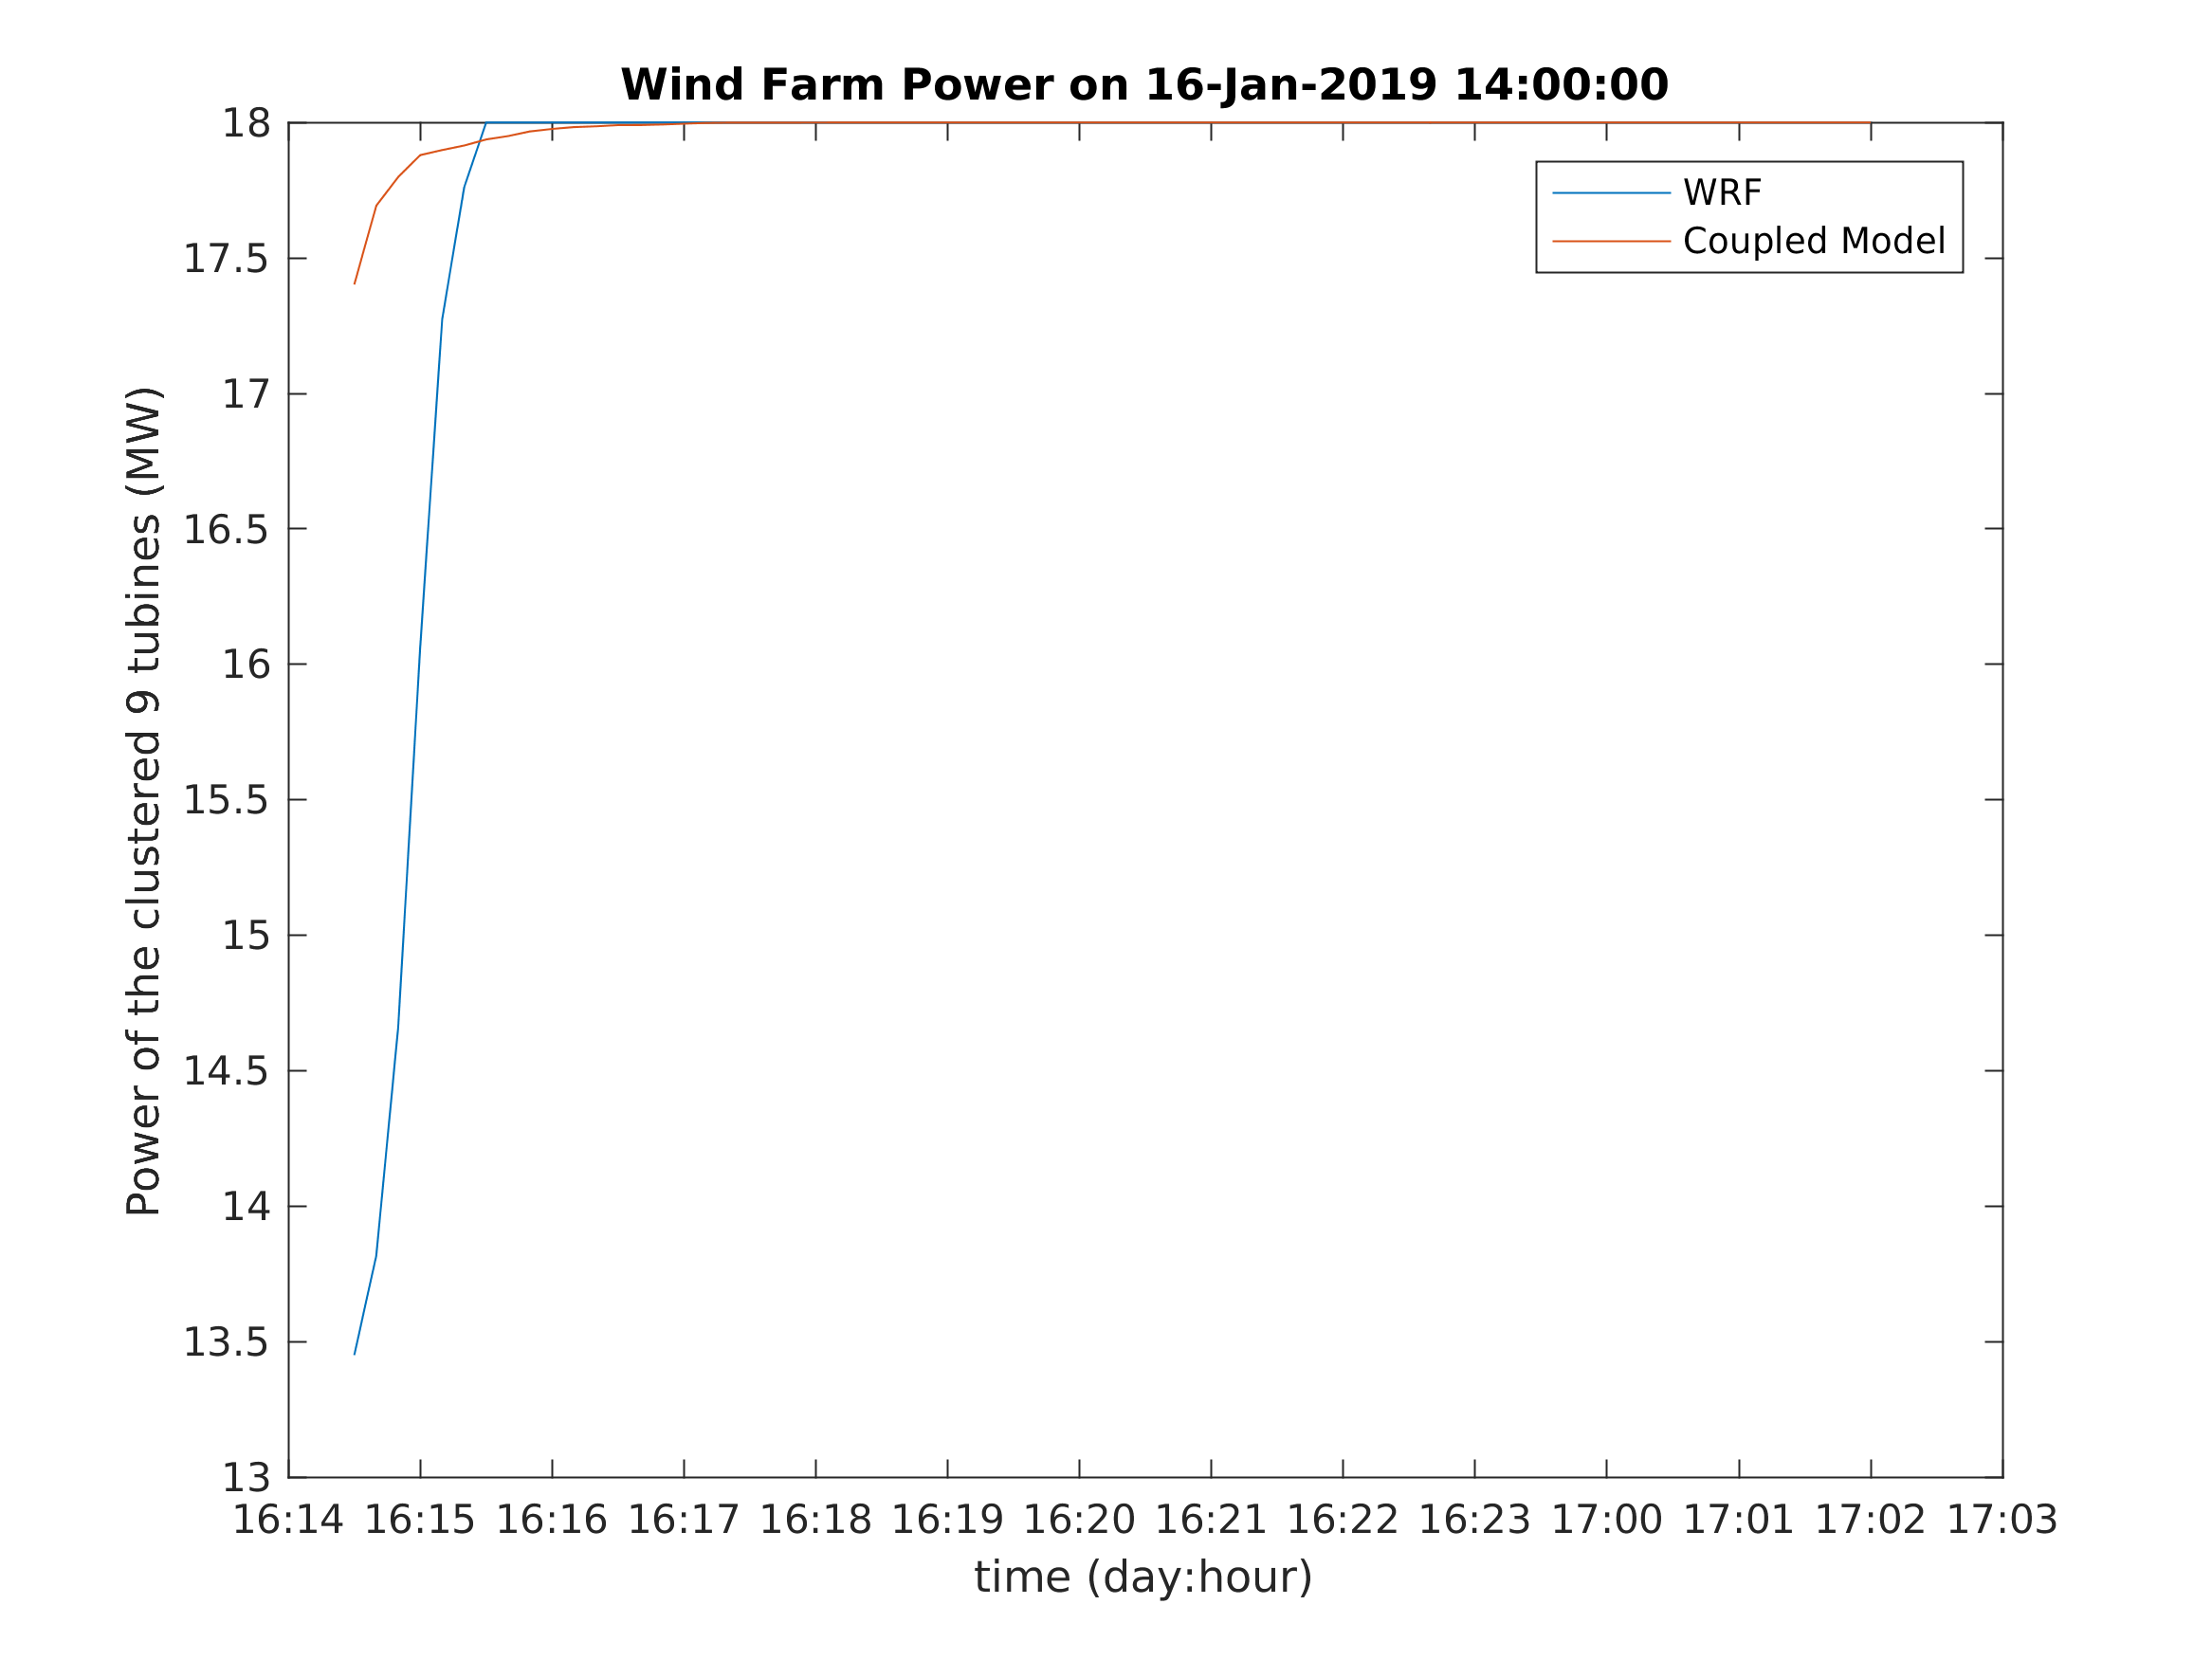 Wind Farm Power on 16-Jan-2019 14:00:00
18
17.5
17
16.5
16
15.5
15
14.5
14
13.5
13
Power of the clustered 9 tubines (MW)
WRF
Coupled Model
16:14 16:15 16:16 16:17 16:18 16:19 16:20 16:21 16:22 16:23 17:00 17:01 17:02 17:03
time (day:hour)